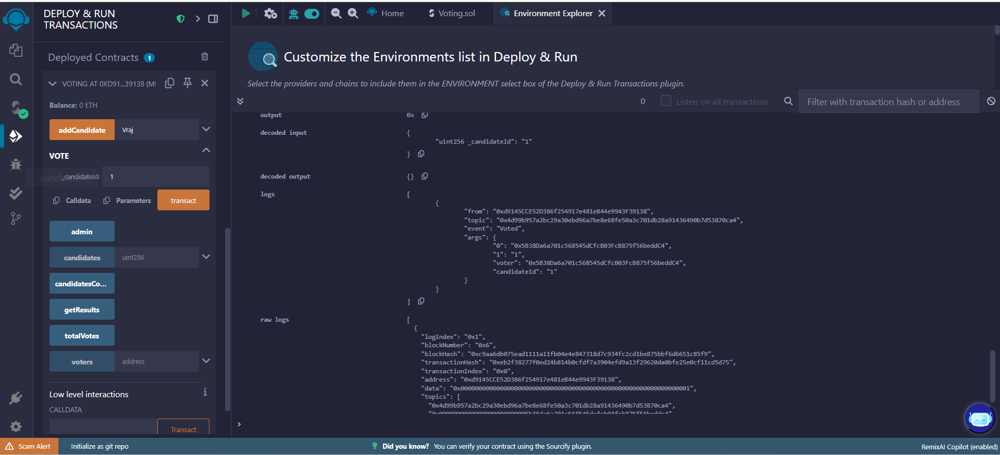 DEPLOY & RUN
TRANSACTIONS
Deployed Contracts 1
VOTING AT 0XD91...39138 (MI
Balance: 0 ETH
addCandidate Vraj
VOTE
_candidateId: 1
Calldata Parameters transact
admin
candidates uint256
candidatesCo...
getResults
totalVotes
voters address
Low level interactions i
CALLDATA
Transact
Home Voting.sol Environment Explorer
Customize the Environments list in Deploy & Run
Select the providers and chains to include them in the ENVIRONMENT select box of the Deploy & Run Transactions plugin.
0 Listen on all transactions Filter with transaction hash or address
output 0x
decoded input {
"uint256 _candidateId": "1"
}
decoded output {}
logs [
{
"from": "0xd9145CCE52D386f254917e481eB44e9943F39138",
"topic": "0x4d99b957a2bc29a30ebd96a7be8e68fe50a3c701db28a91436490b7d53870ca4",
"event": "Voted",
"args": {
"0": "0x5B38Da6a701c568545dCfcB03FcB875f56beddC4",
"1": "1",
"voter": "0x5B38Da6a701c568545dCfcB03FcB875f56beddC4",
"candidateId": "1"
}
}
]
raw logs [
{
"logIndex": "0x1",
"blockNumber": "0x6",
"blockHash": "0xc9aa6db075ead1111a11fb04e4e847318d7c934fc2cd1be875bbf6d6651c85f9",
"transactionHash": "0xeb2f38277f0ed24b814b0cfdf7a3904efd9a13f29620da0bfe25e0cf11cd5d75",
"transactionIndex": "0x0",
"address": "0xd9145CCE52D386f254917e481eB44e9943F39138",
"data": "0x0000000000000000000000000000000000000000000000000000000000000001",
"topics": [
"0x4d99b957a2bc29a30ebd96a7be8e68fe50a3c701db28a91436490b7d53870ca4",
"0x0000000000000000000000005b38da6a701c568545dcfcb03fcb875f56beddc4"
>
Scam Alert Initialize as git repo Did you know? You can verify your contract using the Sourcify plugin. RemixAI Copilot (enabled)